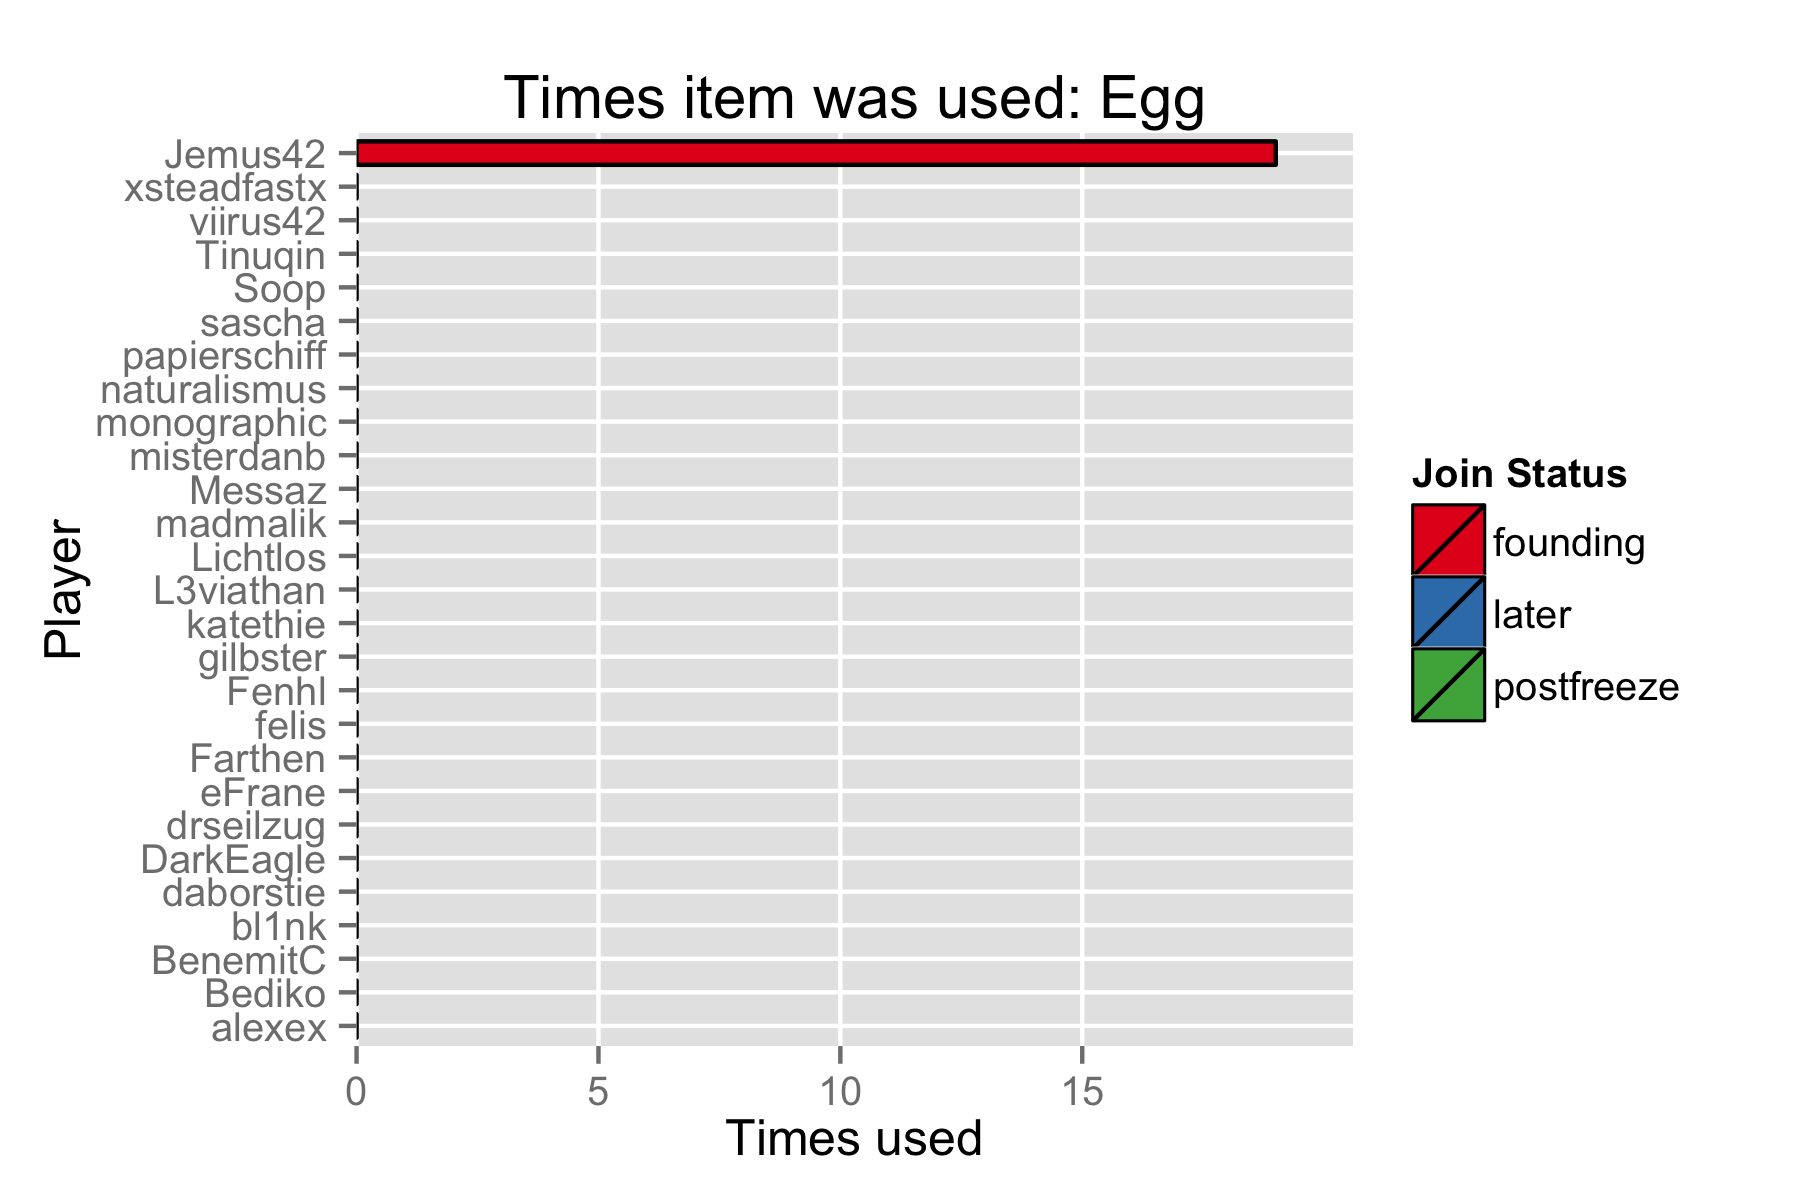 Times item was used: Egg
Jemus42
xsteadfastx
viirus42
Tinuqin
Soop
sascha
papierschiff
naturalismus
monographic
misterdanb
Messaz
madmalik
Lichtlos
L3viathan
katethie
gilbster
Fenhl
felis
Farthen
eFrane
drseilzug
DarkEagle
daborstie
bl1nk
BenemitC
Bediko
alexex
Player
0 5 10 15
Times used
Join Status
founding
later
postfreeze